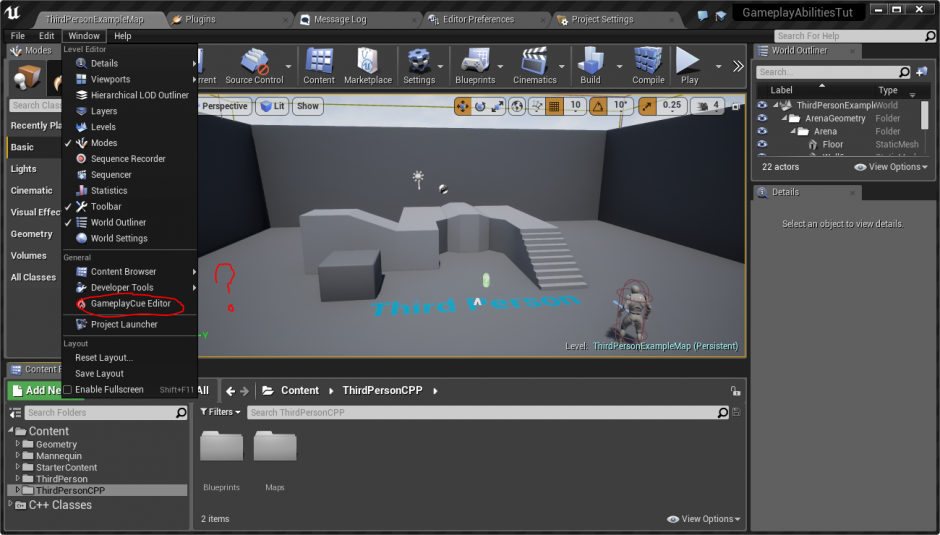 ThirdPersonExampleMap
Plugins
Message Log
Editor Preferences
Project Settings
GameplayAbilitiesTut
File Edit Window Help
Search For Help
Modes
Level Editor
Details
Viewports
Hierarchical LOD Outliner
Layers
Levels
Modes
Sequence Recorder
Sequencer
Statistics
Toolbar
World Outliner
World Settings
General
Content Browser
Developer Tools
GameplayCue Editor
Project Launcher
Layout
Reset Layout...
Save Layout
Enable Fullscreen Shift+F11
Search Clas
Recently Pla
Basic
Lights
Cinematic
Visual Effec
Geometry
Volumes
All Classes
rrent
Source Control
Content
Marketplace
Settings
Blueprints
Cinematics
Build
Compile
Play
Perspective
Lit
Show
10
10°
0.25
4
?
Third Person
-Y
Level: ThirdPersonExampleMap (Persistent)
World Outliner
Search...
Label Type
ThirdPersonExample World
ArenaGeometry Folder
Arena Folder
Floor StaticMesh
22 actors
View Options
Details
Select an object to view details.
Content B
Add Ne
All
Content
ThirdPersonCPP
Search Folders
Filters
Search ThirdPersonCPP
Content
Geometry
Mannequin
StarterContent
ThirdPerson
ThirdPersonCPP
C++ Classes
Blueprints
Maps
2 items
View Options